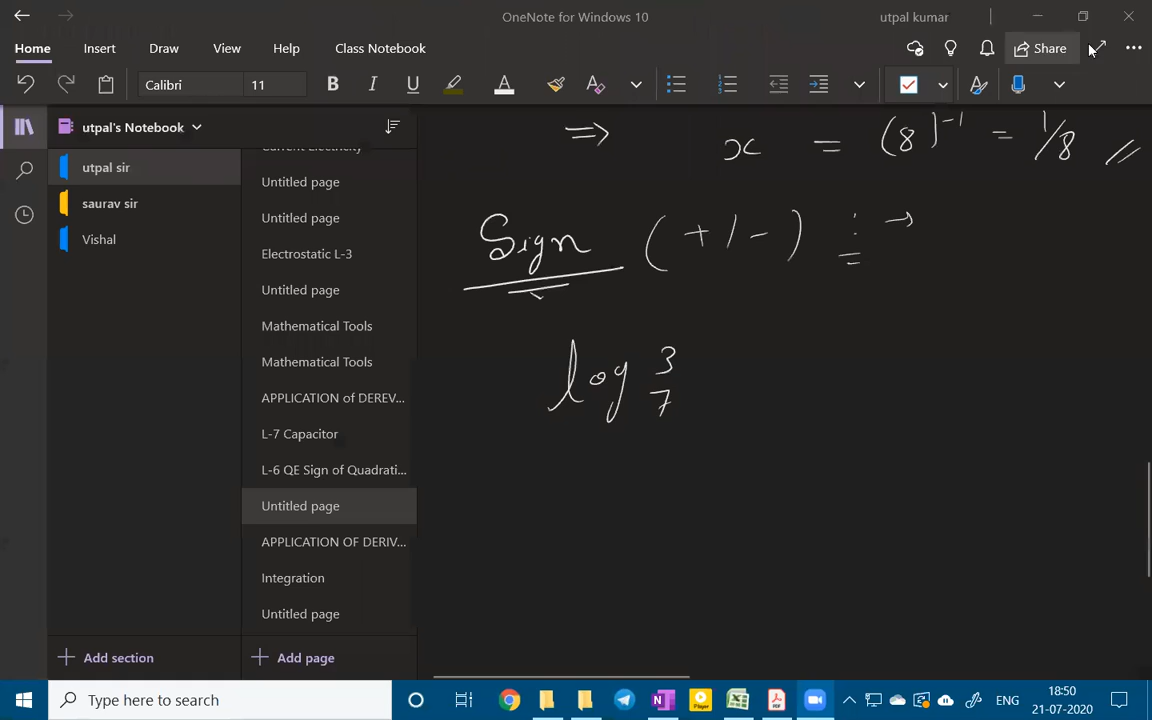 OneNote for Windows 10
utpal kumar
Home Insert Draw View Help Class Notebook
Share
Calibri 11 B I U A
utpal's Notebook
utpal sir
saurav sir
Vishal
Add section
Current Electricity
Untitled page
Untitled page
Electrostatic L-3
Untitled page
Mathematical Tools
Mathematical Tools
APPLICATION of DEREV...
L-7 Capacitor
L-6 QE Sign of Quadrati...
Untitled page
APPLICATION OF DERIV...
Integration
Untitled page
Add page
⇒ x = (8)⁻¹ = 1/8 //
Sign (+/-) : →
log₇ 3
Type here to search
ENG
18:50
21-07-2020